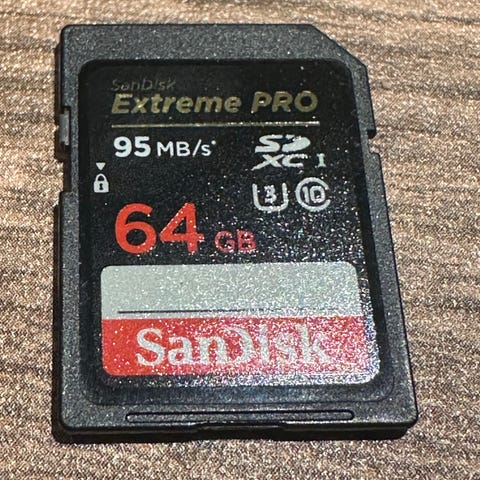 SanDisk
Extreme PRO
95 MB/s*
SD
XC I
3 10
64 GB
SanDisk